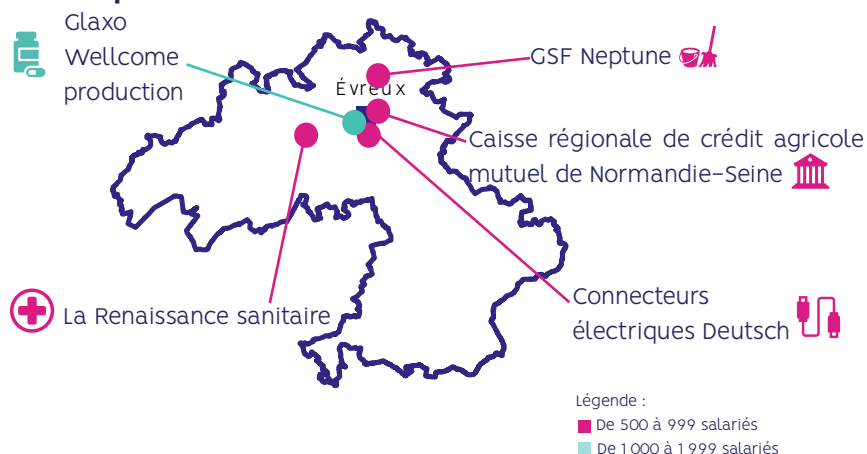 Glaxo
Wellcome
production
GSF Neptune
Évreux
Caisse régionale de crédit agricole
mutuel de Normandie-Seine
La Renaissance sanitaire
Connecteurs
électriques Deutsch
Légende :
De 500 à 999 salariés
De 1 000 à 1 999 salariés